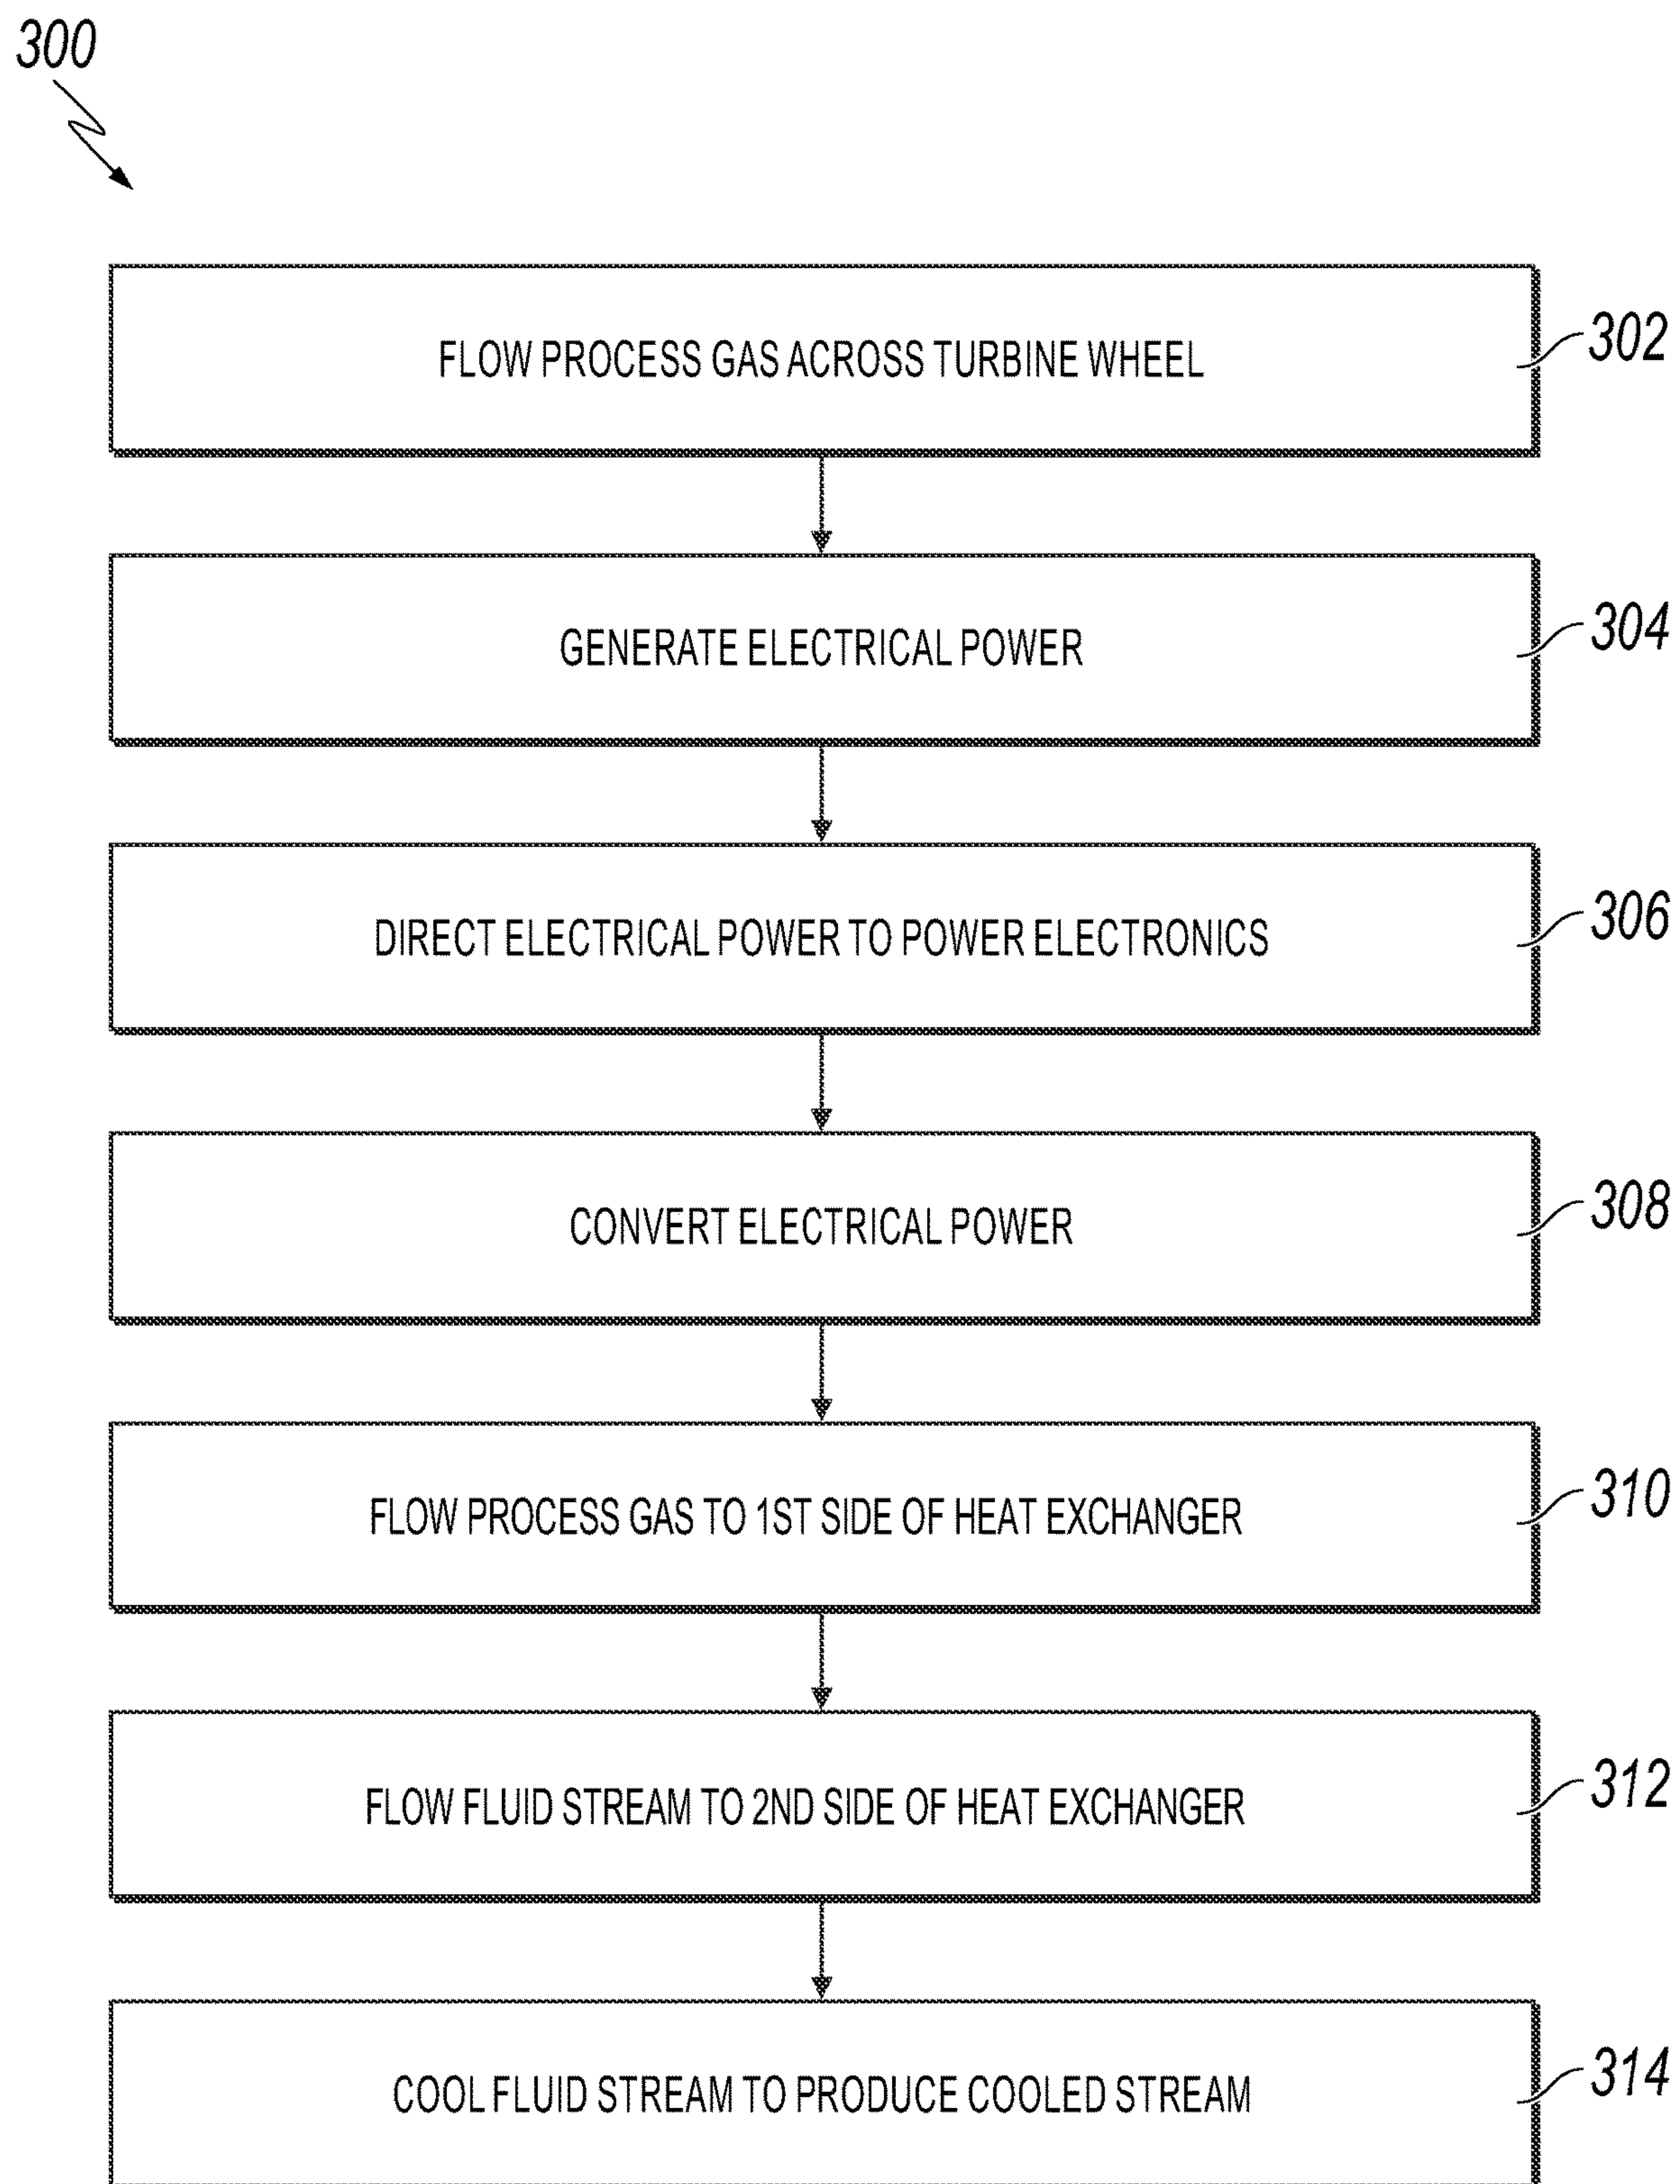 300
FLOW PROCESS GAS ACROSS TURBINE WHEEL
302
GENERATE ELECTRICAL POWER
304
DIRECT ELECTRICAL POWER TO POWER ELECTRONICS
306
CONVERT ELECTRICAL POWER
308
FLOW PROCESS GAS TO 1ST SIDE OF HEAT EXCHANGER
310
FLOW FLUID STREAM TO 2ND SIDE OF HEAT EXCHANGER
312
COOL FLUID STREAM TO PRODUCE COOLED STREAM
314